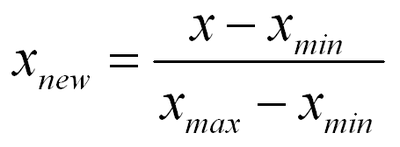 x_new = (x − x_min) / (x_max − x_min)